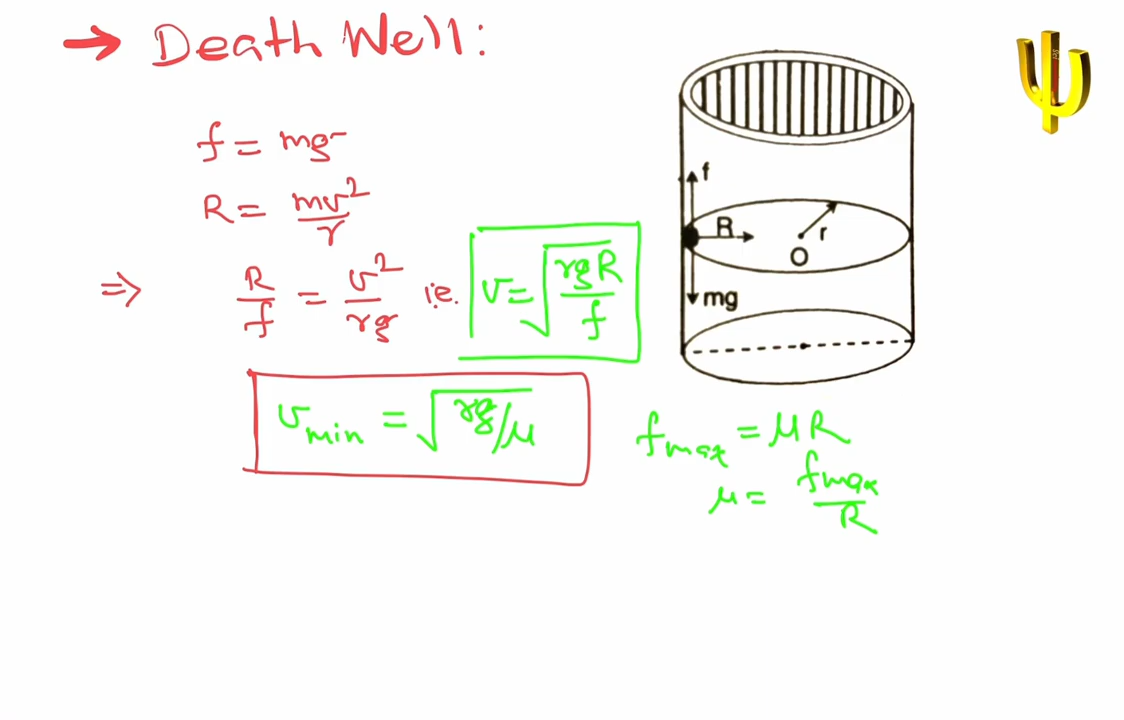 → Death Well:
f = mg
R = mv²/r
⇒ R/f = v²/rg i.e. v = √(rgR/f)
v_min = √(rg/μ)
f_max = μR
μ = f_max/R
f
R
r
O
mg